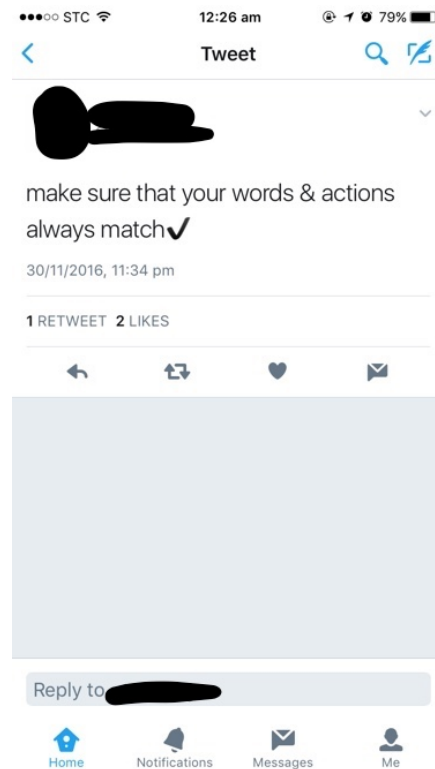 STC 12:26 am 79%
Tweet
make sure that your words & actions
always match✔
30/11/2016, 11:34 pm
1 RETWEET 2 LIKES
Reply to
Home Notifications Messages Me